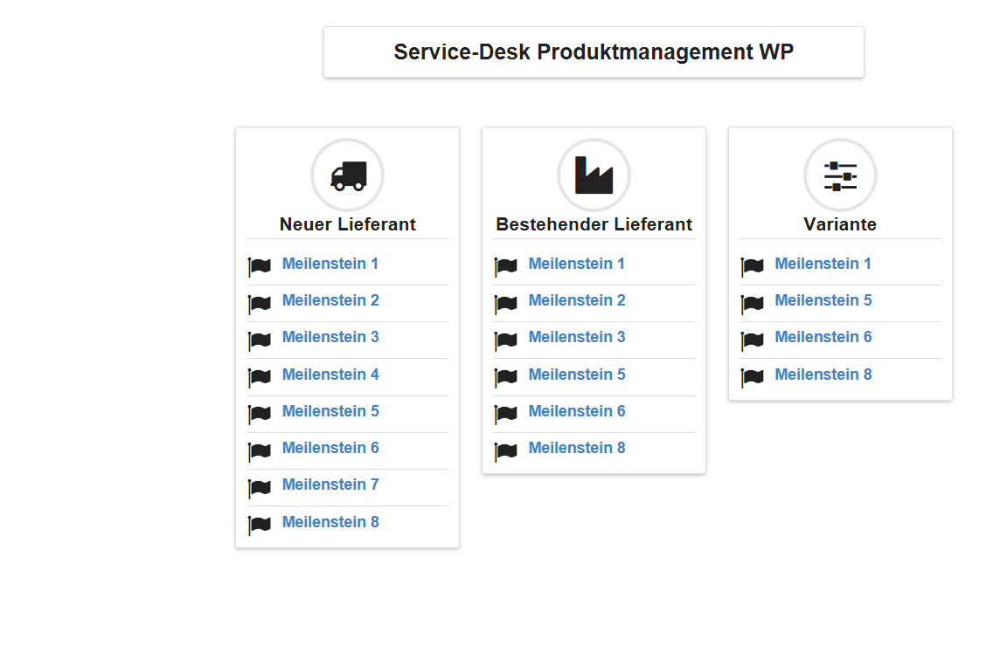 Service-Desk Produktmanagement WP
Neuer Lieferant
Meilenstein 1
Meilenstein 2
Meilenstein 3
Meilenstein 4
Meilenstein 5
Meilenstein 6
Meilenstein 7
Meilenstein 8
Bestehender Lieferant
Meilenstein 1
Meilenstein 2
Meilenstein 3
Meilenstein 5
Meilenstein 6
Meilenstein 8
Variante
Meilenstein 1
Meilenstein 5
Meilenstein 6
Meilenstein 8